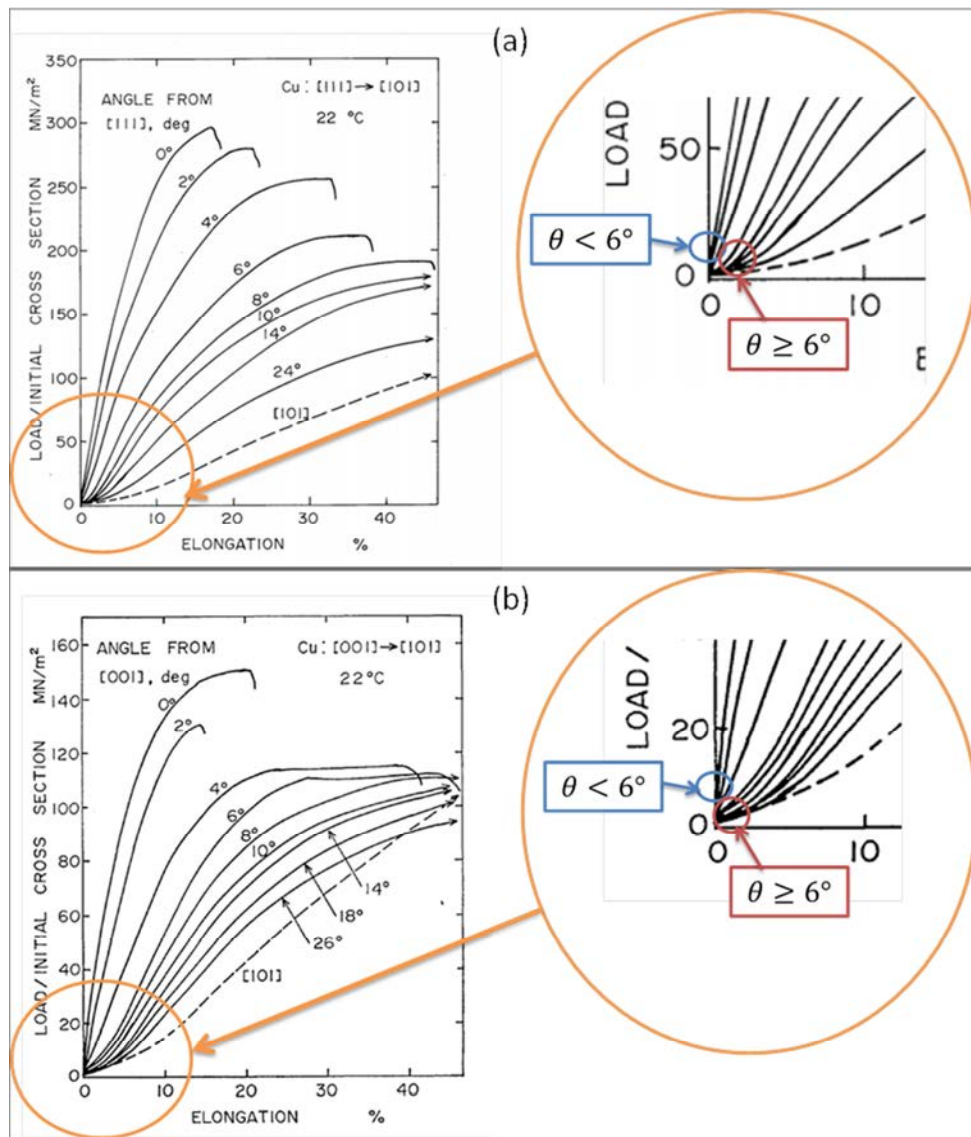 (a)
350
300
250
200
150
100
50
0
LOAD/INITIAL CROSS SECTION MN/m²
ANGLE FROM
[111], deg
Cu: [111]→[101]
22 °C
0°
2°
4°
6°
8°
10°
14°
24°
[101]
0 10 20 30 40
ELONGATION %
LOAD
50
0
θ < 6°
θ ≥ 6°
0 10
(b)
160
140
120
100
80
60
40
20
0
LOAD/INITIAL CROSS SECTION MN/m²
ANGLE FROM
[001], deg
Cu: [001]→[101]
22°C
0°
2°
4°
6°
8°
10°
14°
18°
26°
[101]
0 10 20 30 40
ELONGATION %
LOAD/
20
0
θ < 6°
θ ≥ 6°
0 10